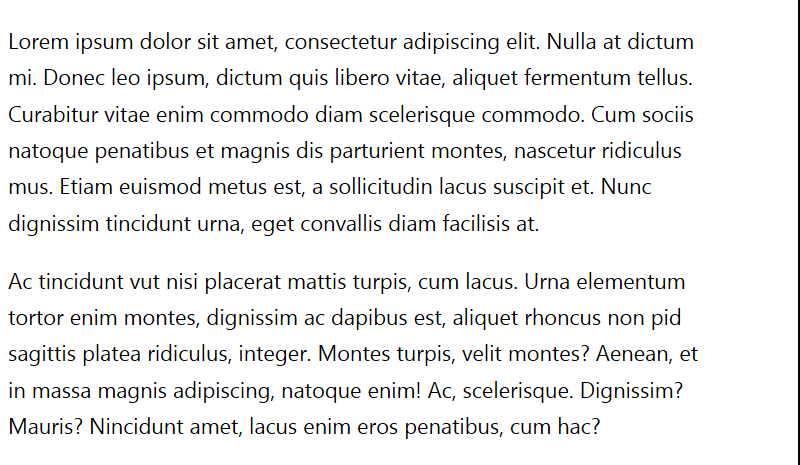 Lorem ipsum dolor sit amet, consectetur adipiscing elit. Nulla at dictum
mi. Donec leo ipsum, dictum quis libero vitae, aliquet fermentum tellus.
Curabitur vitae enim commodo diam scelerisque commodo. Cum sociis
natoque penatibus et magnis dis parturient montes, nascetur ridiculus
mus. Etiam euismod metus est, a sollicitudin lacus suscipit et. Nunc
dignissim tincidunt urna, eget convallis diam facilisis at.
Ac tincidunt vut nisi placerat mattis turpis, cum lacus. Urna elementum
tortor enim montes, dignissim ac dapibus est, aliquet rhoncus non pid
sagittis platea ridiculus, integer. Montes turpis, velit montes? Aenean, et
in massa magnis adipiscing, natoque enim! Ac, scelerisque. Dignissim?
Mauris? Nincidunt amet, lacus enim eros penatibus, cum hac?